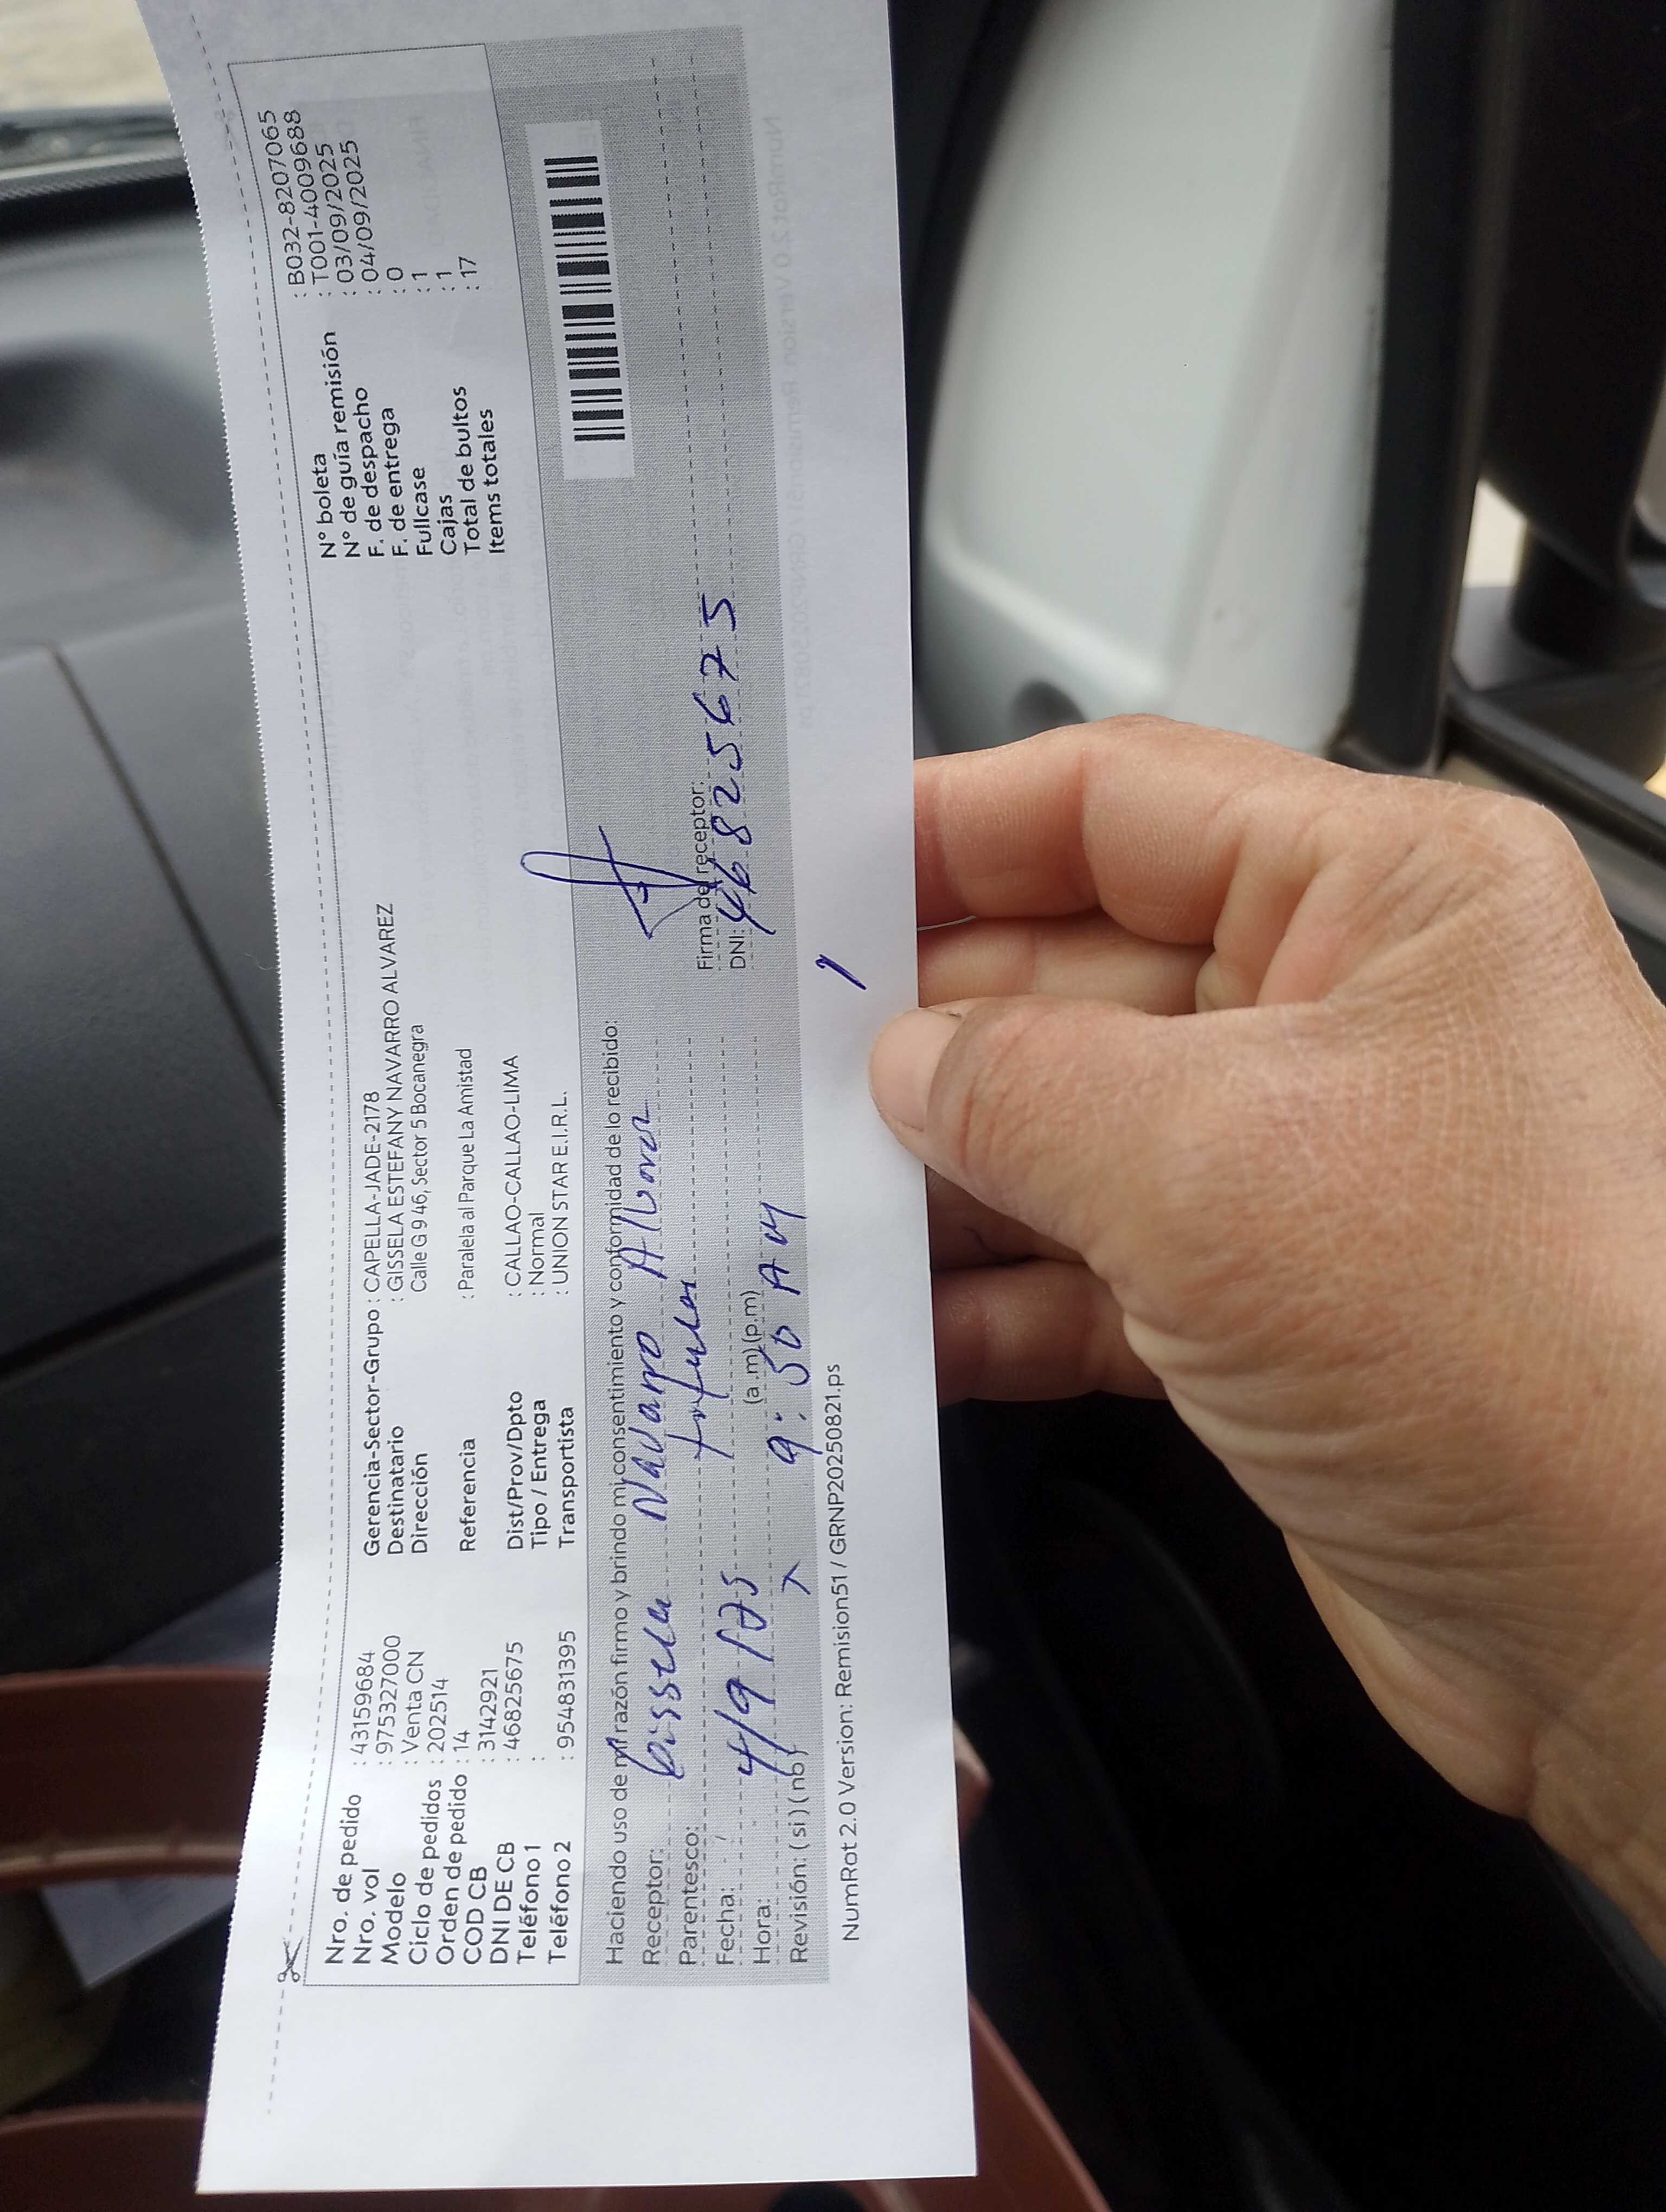 Nro. de pedido : 43159684
Nro. vol : 975327000
Modelo : Venta CN
Ciclo de pedidos : 202514
Orden de pedido : 14
COD CB : 3142921
DNI DE CB : 46825675
Teléfono 1 :
Teléfono 2 : 954831395
Gerencia-Sector-Grupo : CAPELLA-JADE-2178
Destinatario : GISSELA ESTEFANY NAVARRO ALVAREZ
Dirección Calle G 9 46, Sector 5 Bocanegra
Referencia : Paralela al Parque La Amistad
Dist/Prov/Dpto : CALLAO-CALLAO-LIMA
Tipo / Entrega : Normal
Transportista : UNION STAR E.I.R.L.
N° boleta : B032-8207065
N° de guía remisión : T001-4009688
F. de despacho : 03/09/2025
F. de entrega : 04/09/2025
Fullcase : 0
Cajas : 1
Total de bultos : 1
Items totales : 17
Haciendo uso de mi razón firmo y brindo mi consentimiento y conformidad de lo recibido:
Receptor: Gissela Navarro Alvarez
Parentesco: titular
Fecha: 4/9/25
Hora: (a.m)(p.m) 9:50 AM
Revisión: ( si ) ( no )
Firma de receptor:
DNI: 46825675
NumRot 2.0 Version: Remision51 / GRNP20250821.ps